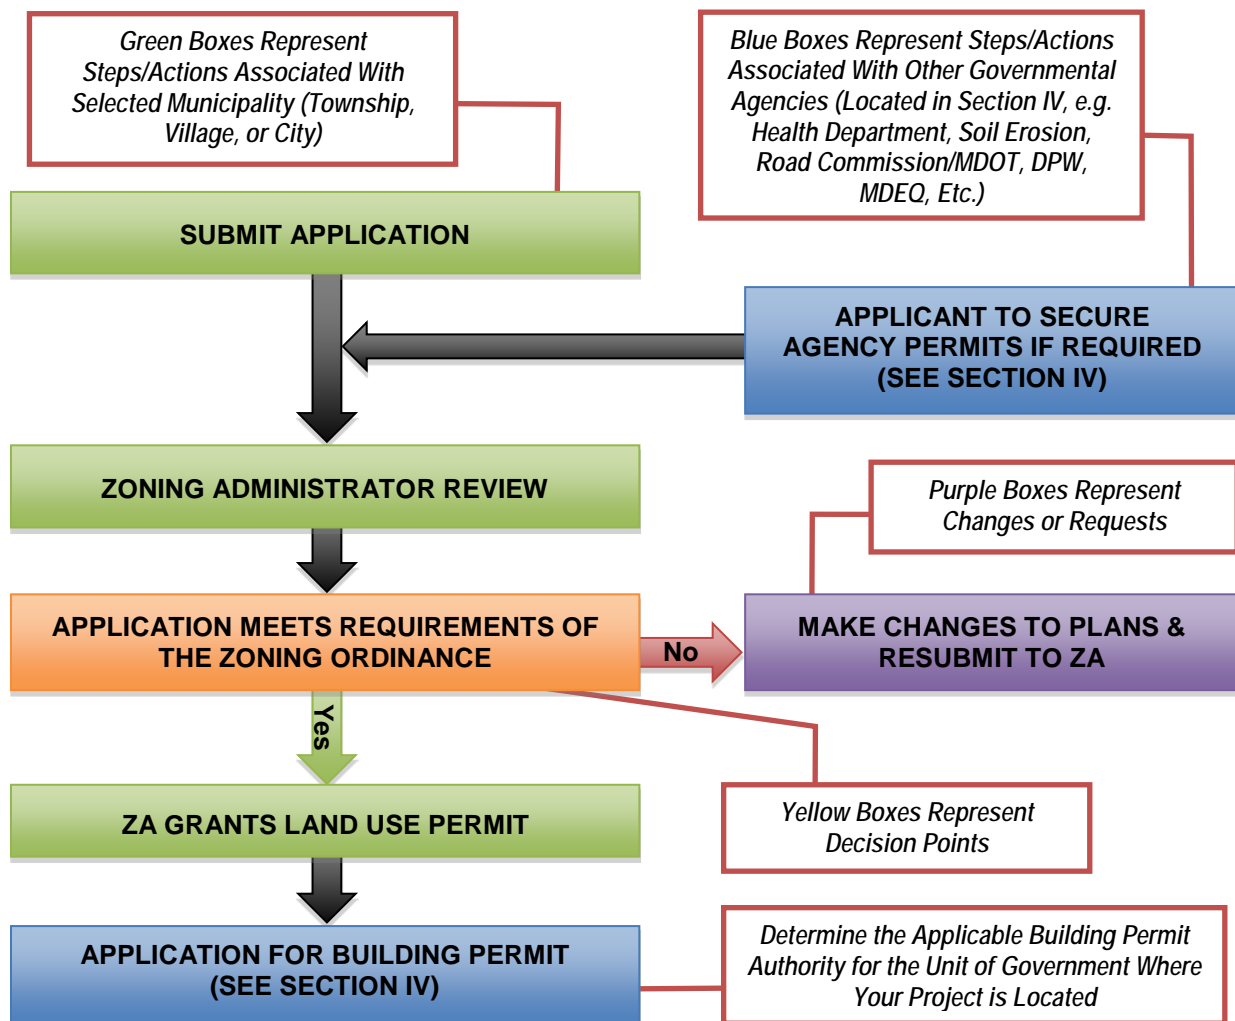 Green Boxes Represent
Steps/Actions Associated With
Selected Municipality (Township,
Village, or City)
Blue Boxes Represent Steps/Actions
Associated With Other Governmental
Agencies (Located in Section IV, e.g.
Health Department, Soil Erosion,
Road Commission/MDOT, DPW,
MDEQ, Etc.)
SUBMIT APPLICATION
APPLICANT TO SECURE
AGENCY PERMITS IF REQUIRED
(SEE SECTION IV)
ZONING ADMINISTRATOR REVIEW
Purple Boxes Represent
Changes or Requests
APPLICATION MEETS REQUIREMENTS OF
THE ZONING ORDINANCE
No
MAKE CHANGES TO PLANS &
RESUBMIT TO ZA
Yes
ZA GRANTS LAND USE PERMIT
Yellow Boxes Represent
Decision Points
APPLICATION FOR BUILDING PERMIT
(SEE SECTION IV)
Determine the Applicable Building Permit
Authority for the Unit of Government Where
Your Project is Located